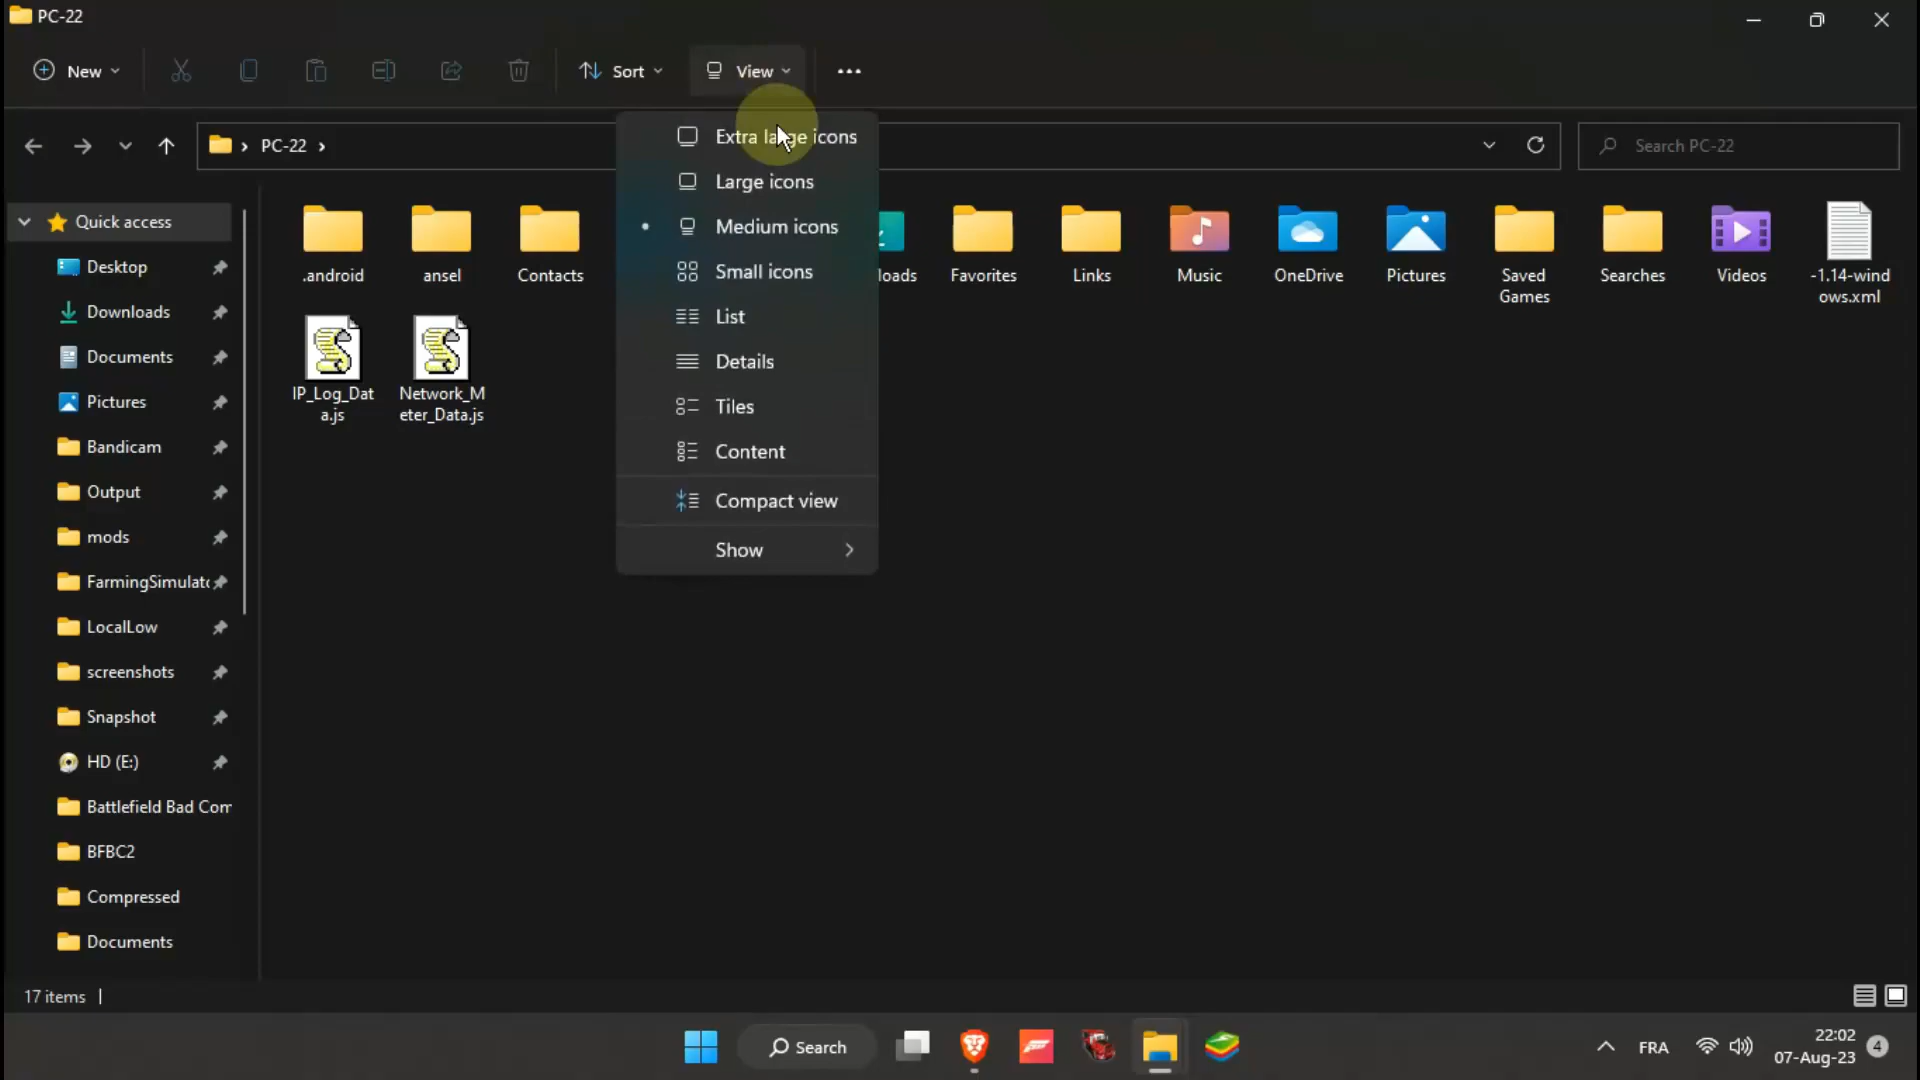 PC-22
New
Sort
View
PC-22
Search PC-22
Extra large icons
Large icons
Medium icons
Small icons
List
Details
Tiles
Content
Compact view
Show
Quick access
Desktop
Downloads
Documents
Pictures
Bandicam
Output
mods
FarmingSimulato
LocalLow
screenshots
Snapshot
HD (E:)
Battlefield Bad Com
BFBC2
Compressed
Documents
.android
ansel
Contacts
loads
Favorites
Links
Music
OneDrive
Pictures
Saved
Games
Searches
Videos
-1.14-wind
ows.xml
IP_Log_Dat
a.js
Network_M
eter_Data.js
17 items
Search
FRA
22:02
07-Aug-23
4